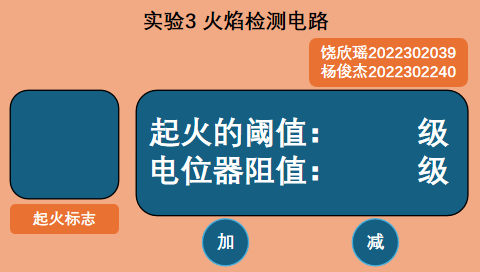 实验3 火焰检测电路
饶欣瑶2022302039
杨俊杰2022302240
起火的阈值： 级
电位器阻值： 级
起火标志
加 减